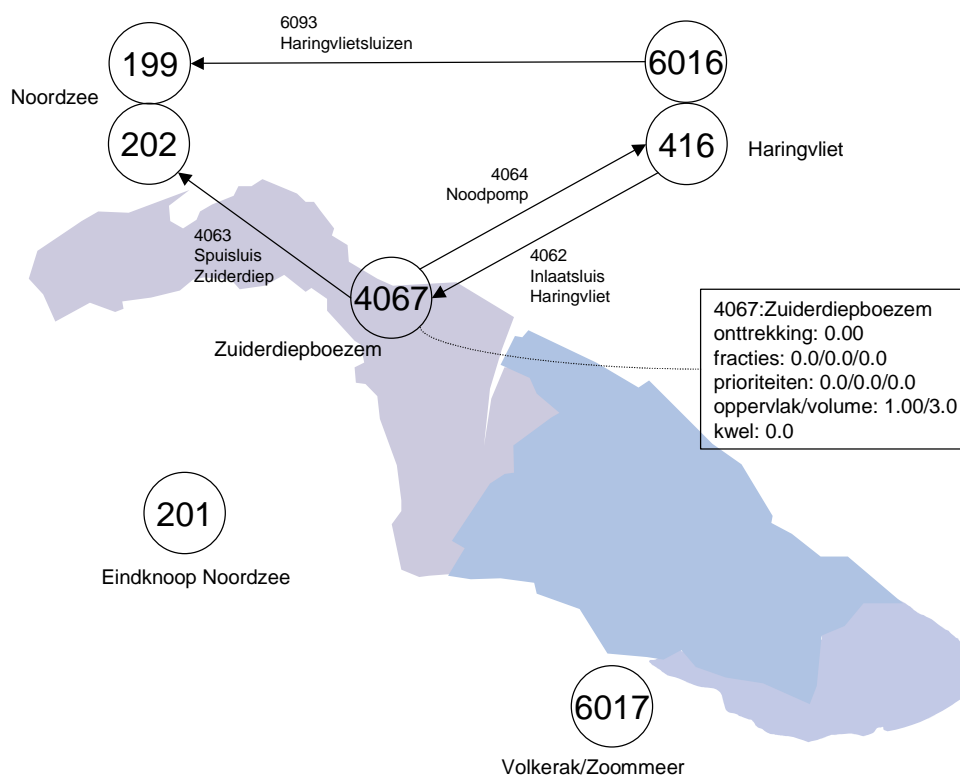 6093
Haringvlietsluizen
199
6016
Noordzee
202
416
Haringvliet
4064
Noodpomp
4063
Spuisluis
Zuiderdiep
4062
Inlaatsluis
Haringvliet
4067
Zuiderdiepboezem
4067:Zuiderdiepboezem
onttrekking: 0.00
fracties: 0.0/0.0/0.0
prioriteiten: 0.0/0.0/0.0
oppervlak/volume: 1.00/3.0
kwel: 0.0
201
Eindknoop Noordzee
6017
Volkerak/Zoommeer